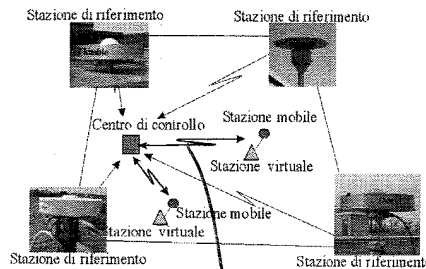 Stazione di riferimento
Stazione di riferimento
Stazione mobile
Centro di controllo
Stazione virtuale
Stazione mobile
tazione virtuale
Stazione di riferimento
Stazione di riferiment